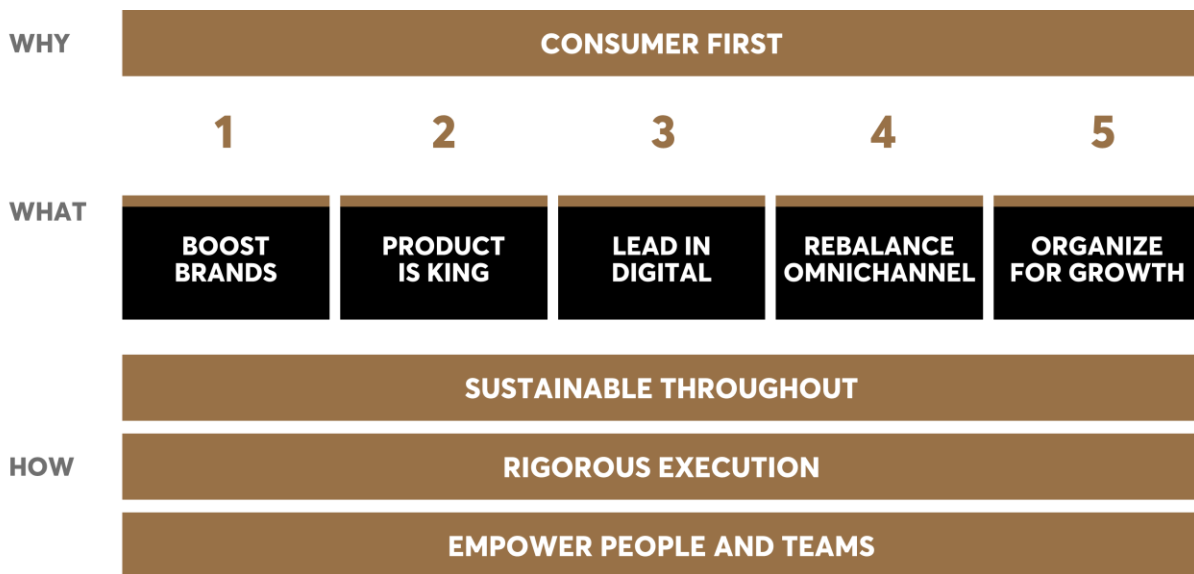 WHY
CONSUMER FIRST
1
2
3
4
5
WHAT
BOOST
BRANDS
PRODUCT
IS KING
LEAD IN
DIGITAL
REBALANCE
OMNICHANNEL
ORGANIZE
FOR GROWTH
SUSTAINABLE THROUGHOUT
HOW
RIGOROUS EXECUTION
EMPOWER PEOPLE AND TEAMS